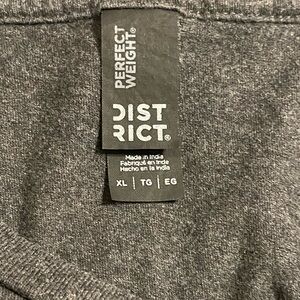 PERFECT
WEIGHT®
DIST
RICT®
Made in India
Fabriqué en Inde
Hecho en la India
XL | TG | EG